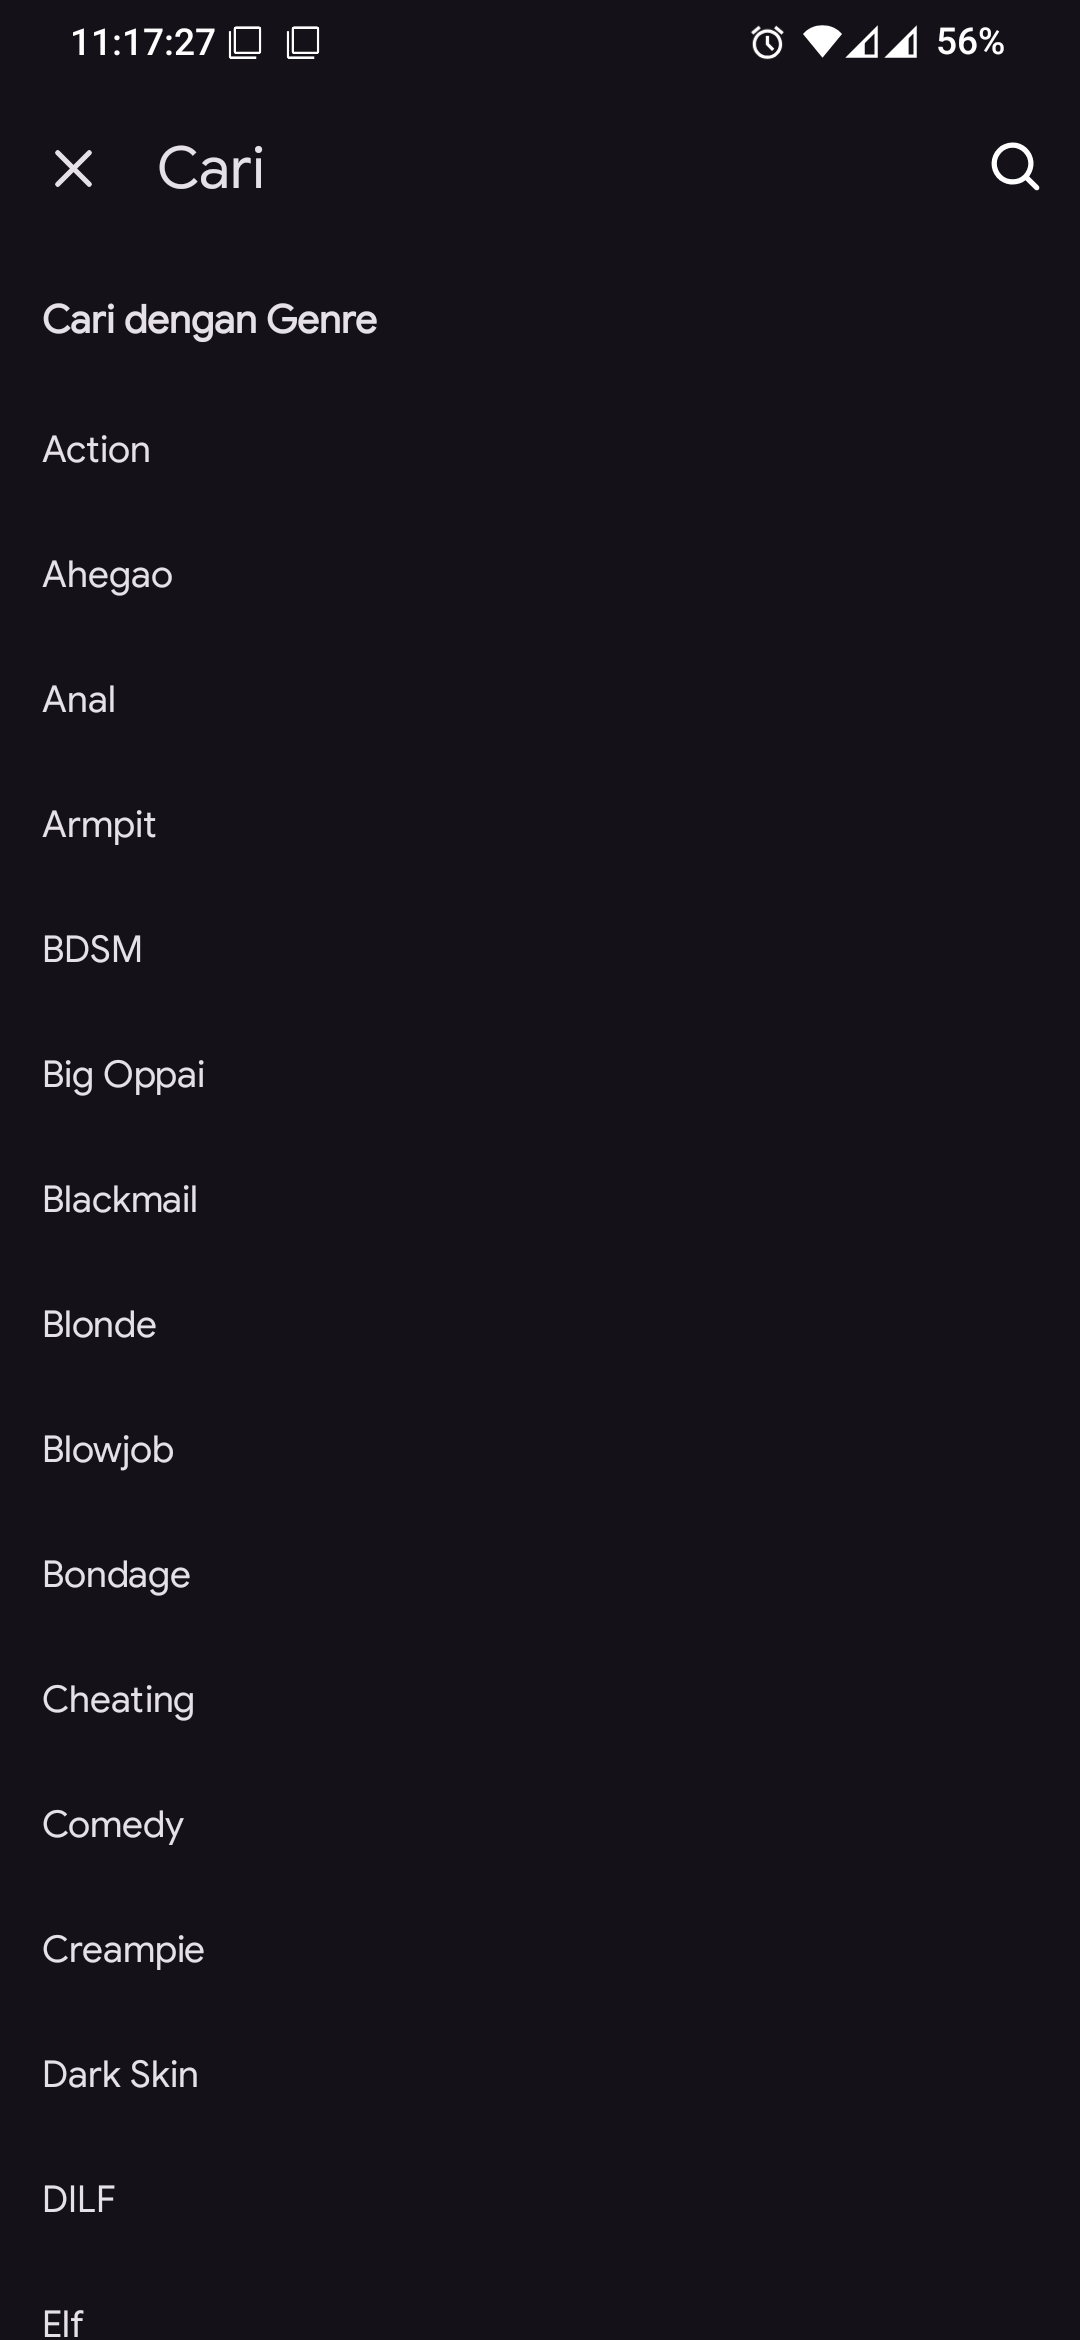 11:17:27 56%
Cari
Cari dengan Genre
Action
Ahegao
Anal
Armpit
BDSM
Big Oppai
Blackmail
Blonde
Blowjob
Bondage
Cheating
Comedy
Creampie
Dark Skin
DILF
Elf